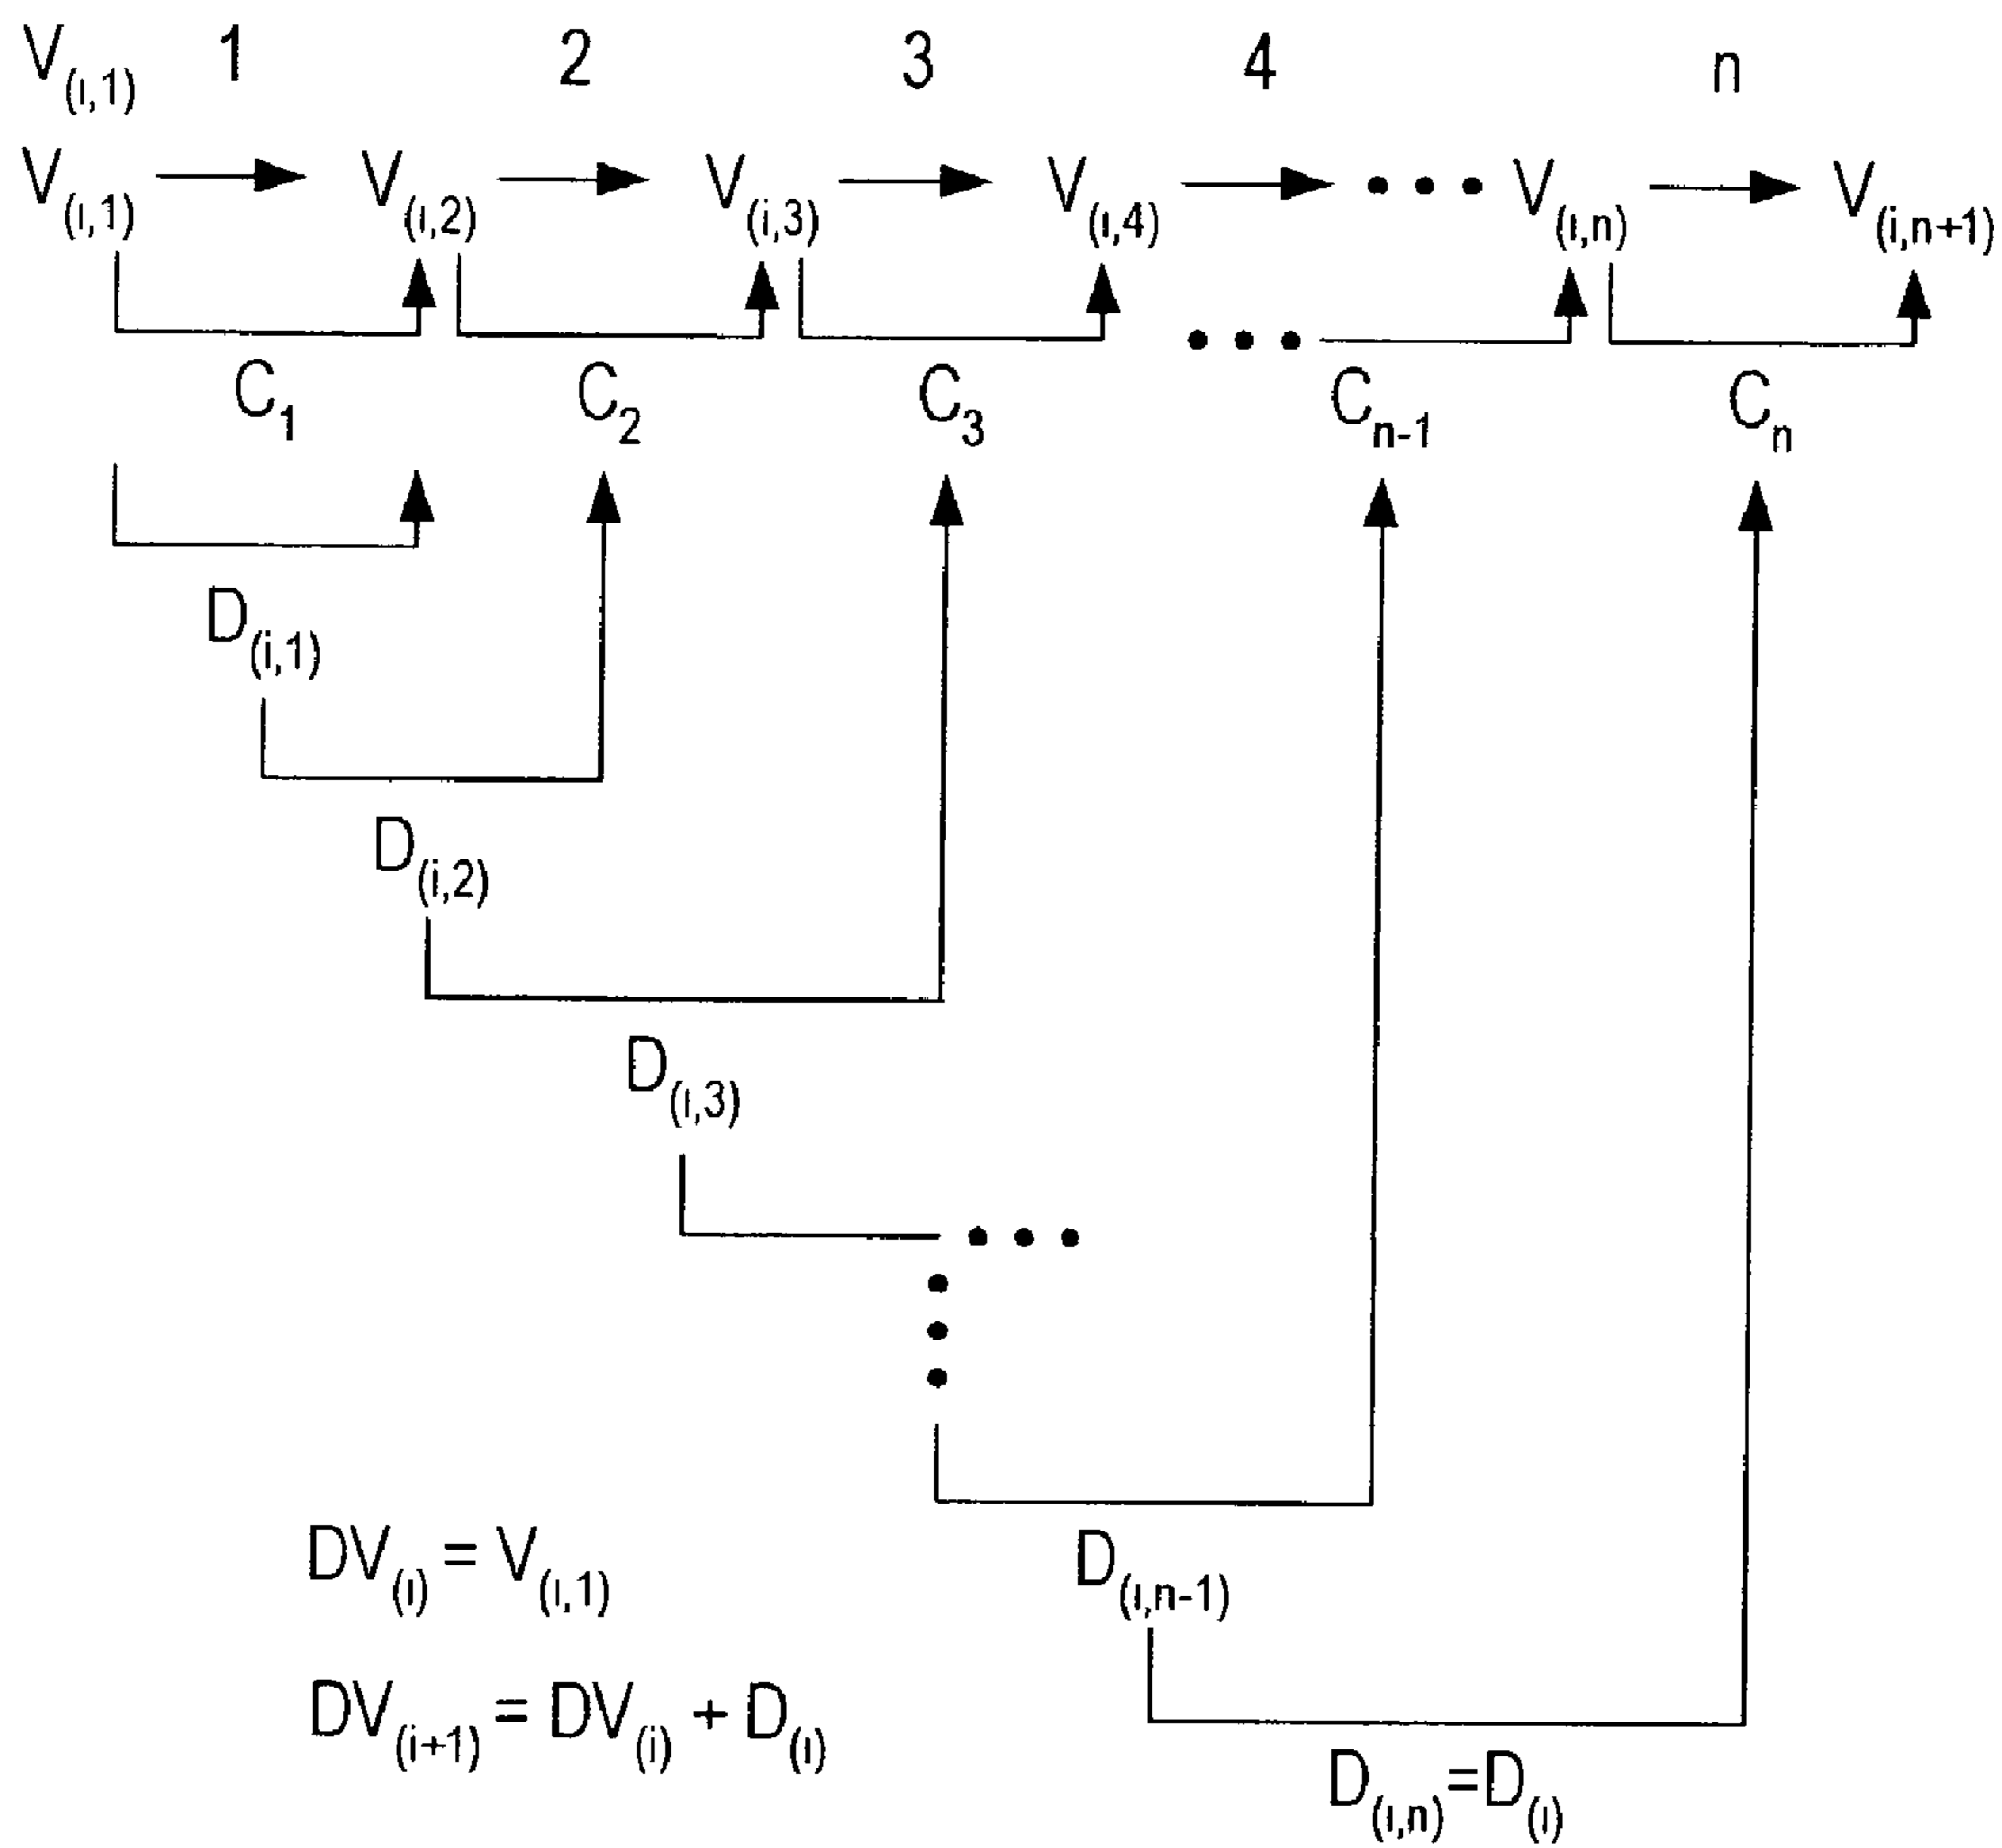 V(i,1) 1 2 3 4 n
V(i,1) V(i,2) V(i,3) V(i,4) • • • V(i,n) V(i,n+1)
• • •
C1 C2 C3 Cn-1 Cn
D(i,1)
D(i,2)
D(i,3)
• • •
DV(i) = V(i,1)
D(i,n-1)
DV(i+1) = DV(i) + D(i)
D(i,n)=D(i)